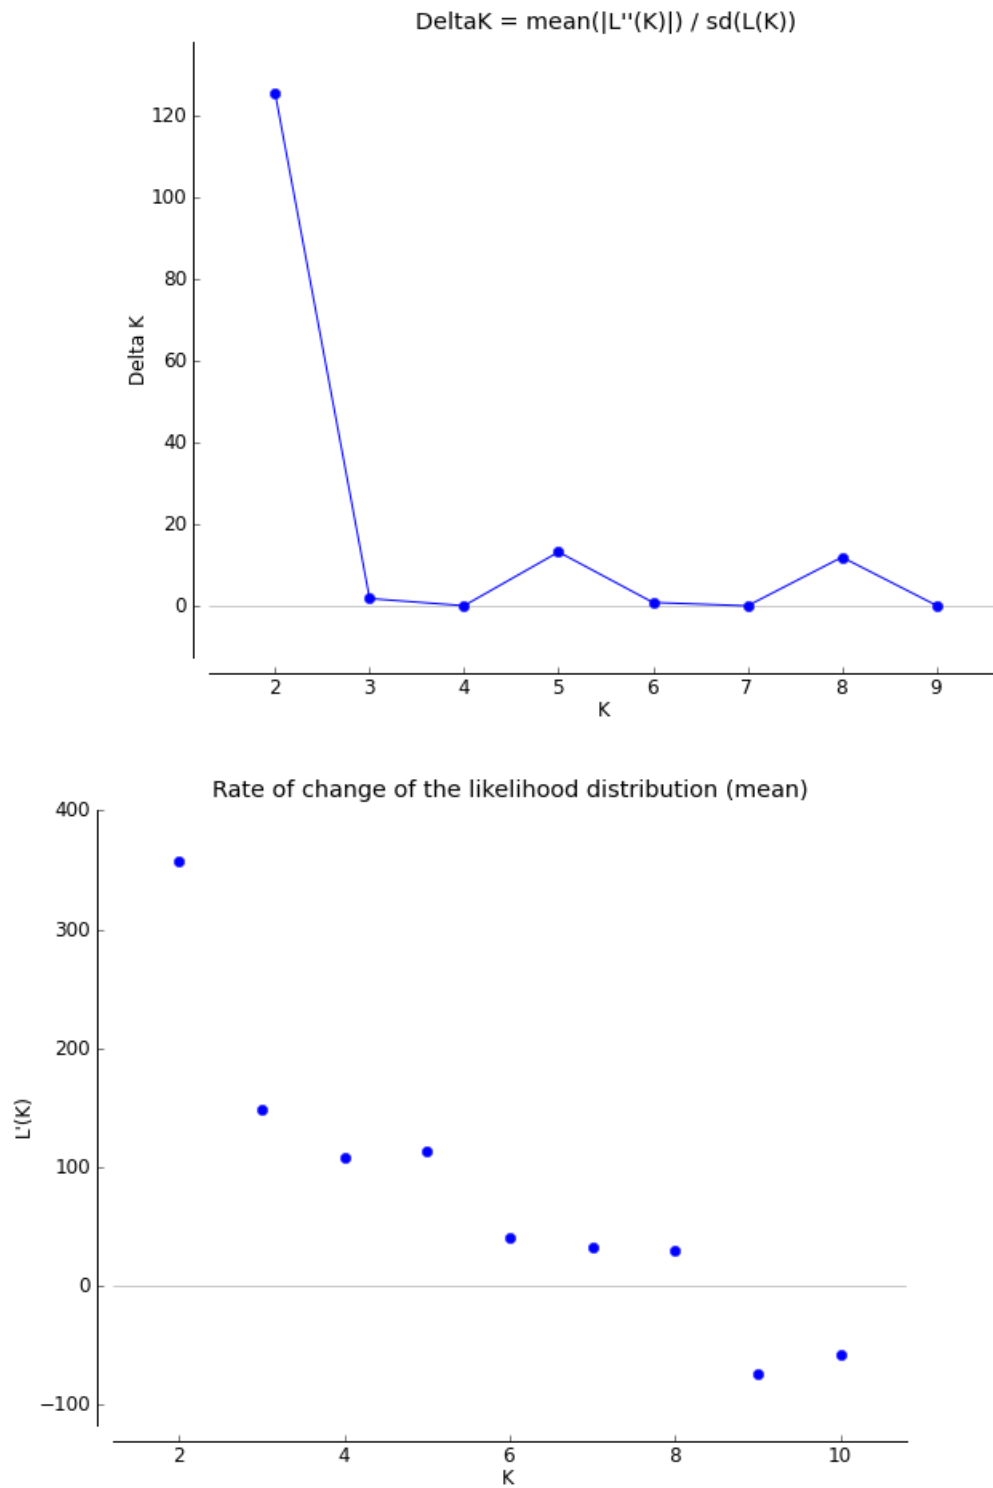 DeltaK = mean(|L''(K)|) / sd(L(K))
120
100
80
60
40
20
0
Delta K
2 3 4 5 6 7 8 9
K
Rate of change of the likelihood distribution (mean)
400
300
200
100
0
−100
L'(K)
2 4 6 8 10
K